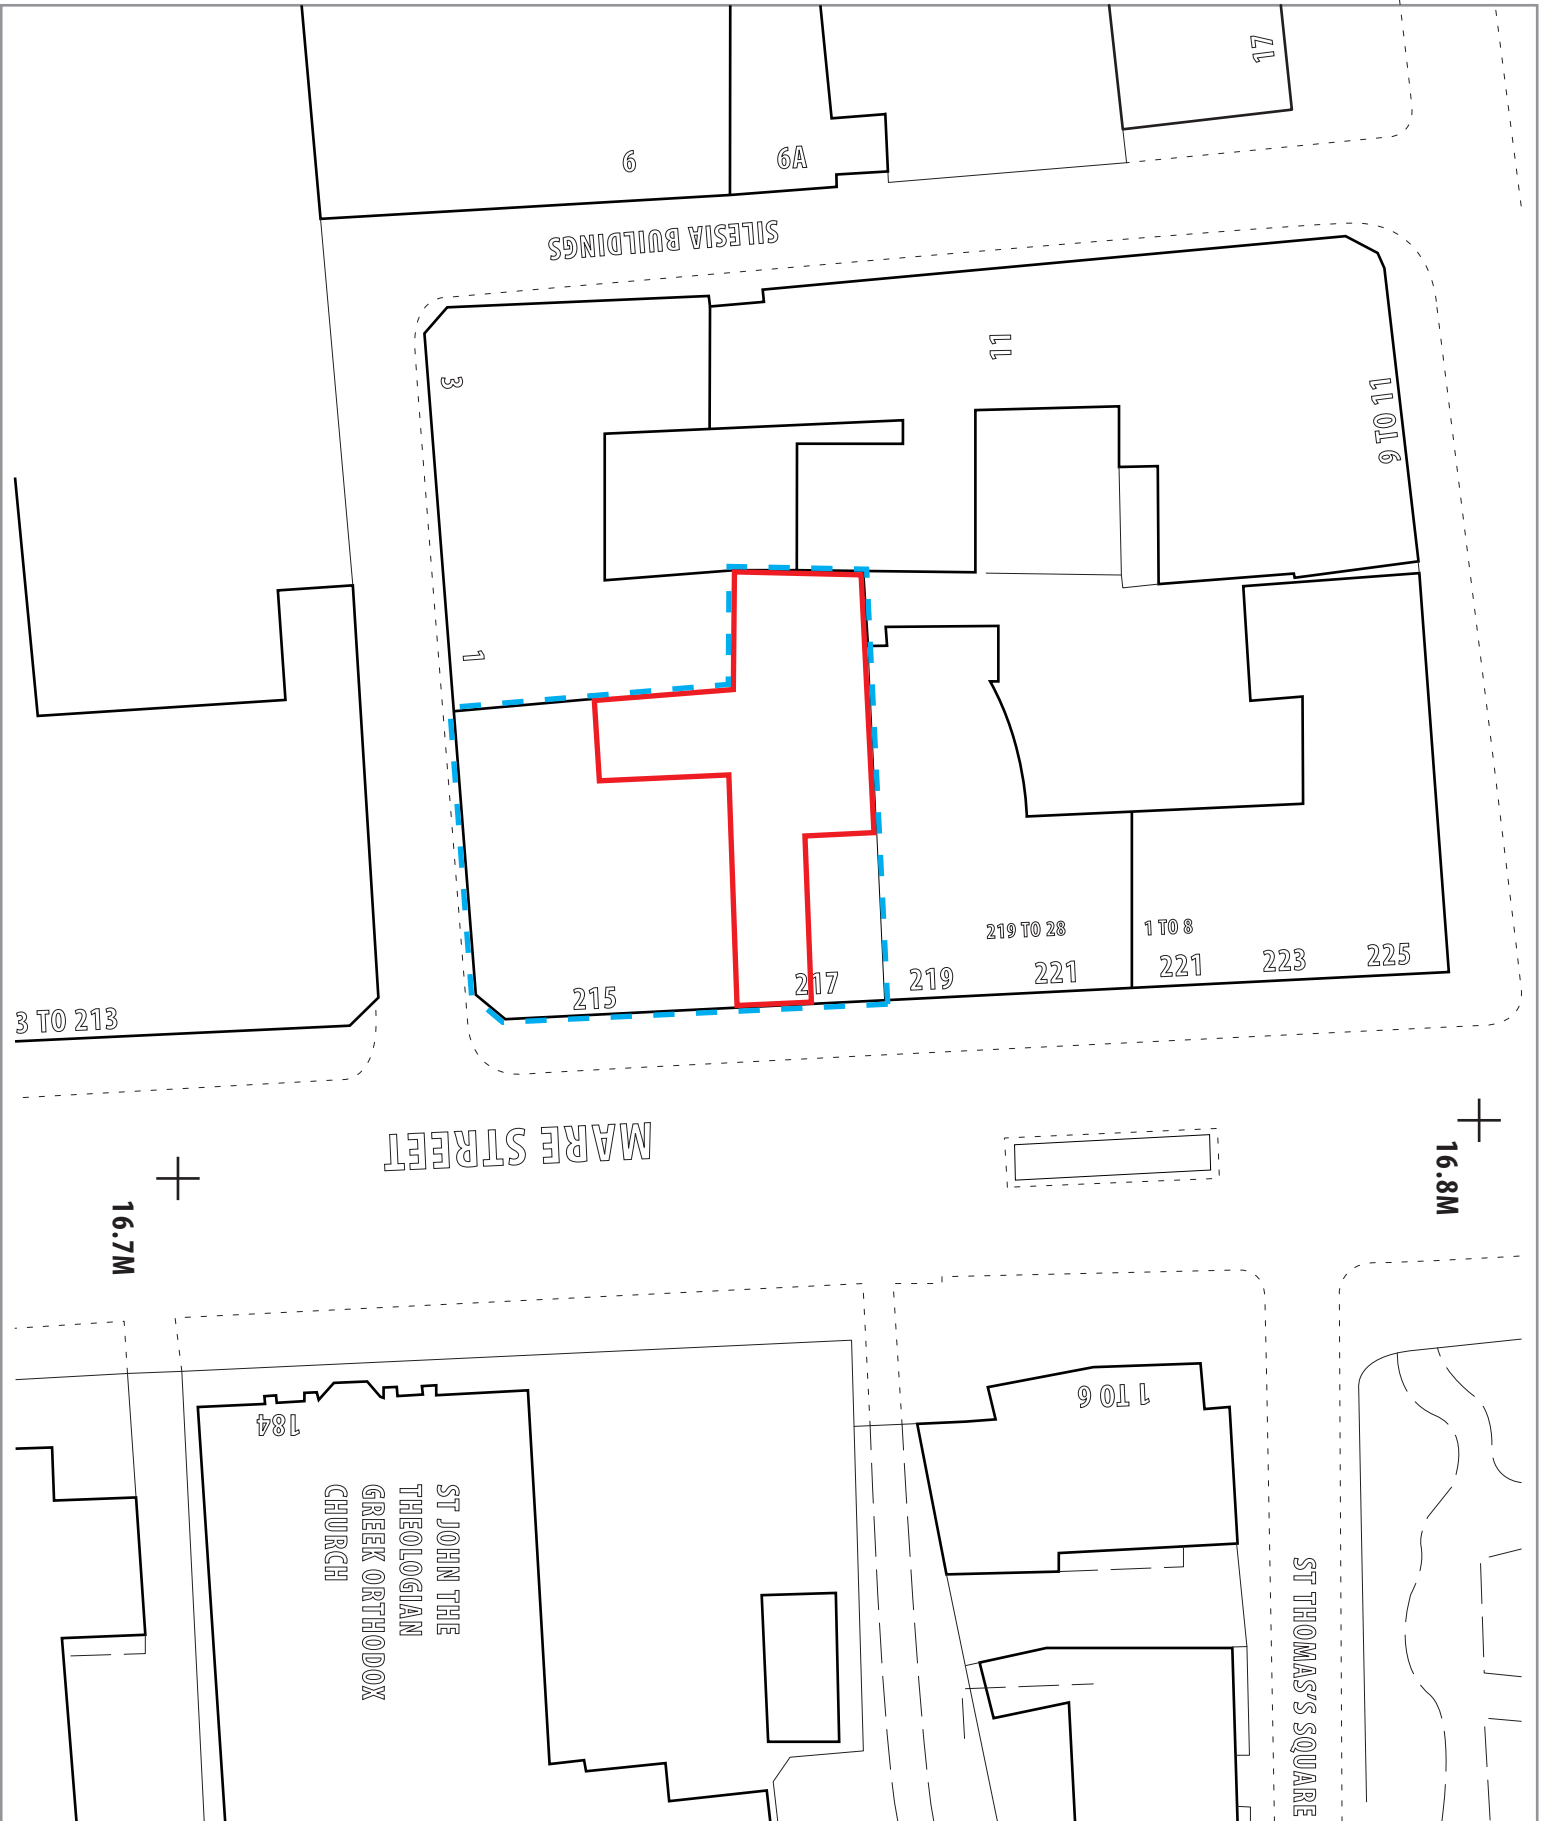 17
6
6A
SILESIA BUILDINGS
3
11
9 TO 11
1
219 TO 28
1 TO 8
215
217
219
221
221
223
225
3 TO 213
MARE STREET
16.7M
16.8M
184
1 TO 6
ST JOHN THE
THEOLOGIAN
GREEK ORTHODOX
CHURCH
ST THOMAS'S SQUARE